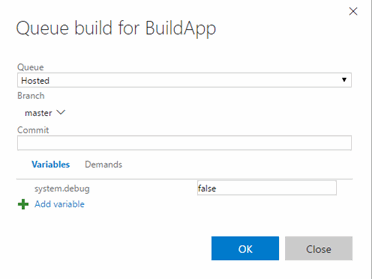 Queue build for BuildApp
Queue
Hosted
Branch
master
Commit
Variables Demands
system.debug false
Add variable
OK Close